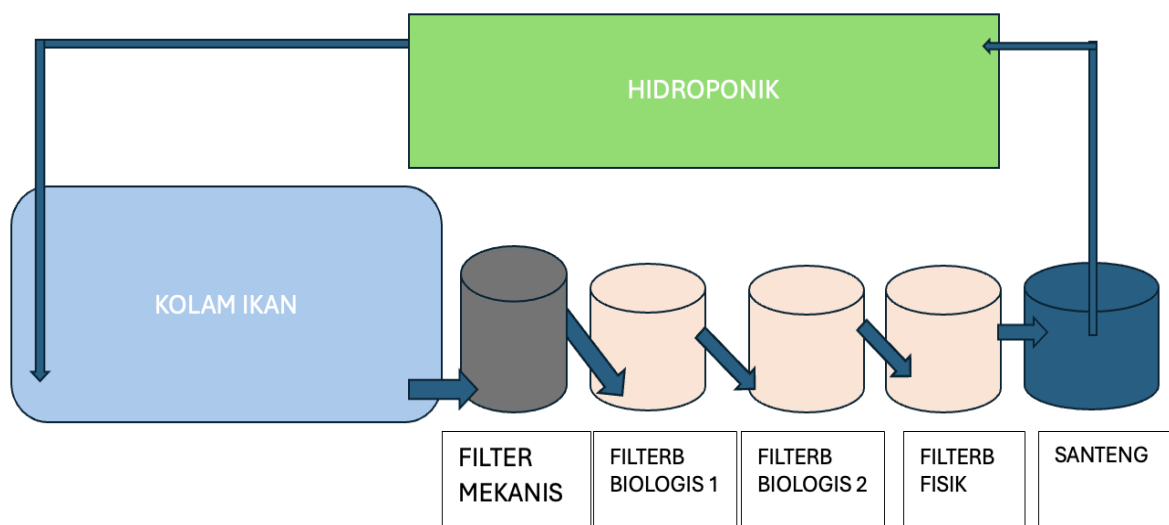 HIDROPONIK
KOLAM IKAN
FILTER
MEKANIS
FILTERB
BIOLOGIS 1
FILTERB
BIOLOGIS 2
FILTERB
FISIK
SANTENG